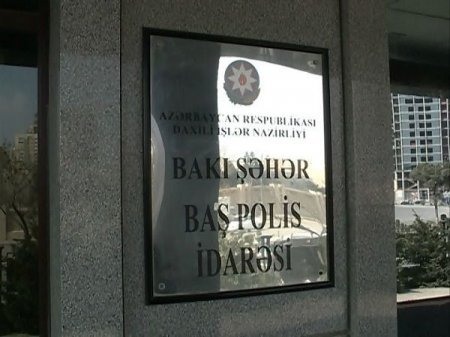 AZƏRBAYCAN RESPUBLİKASI
DAXİLİ İŞLƏR NAZİRLİYİ
BAKI ŞƏHƏR
BAŞ POLİS
İDARƏSİ